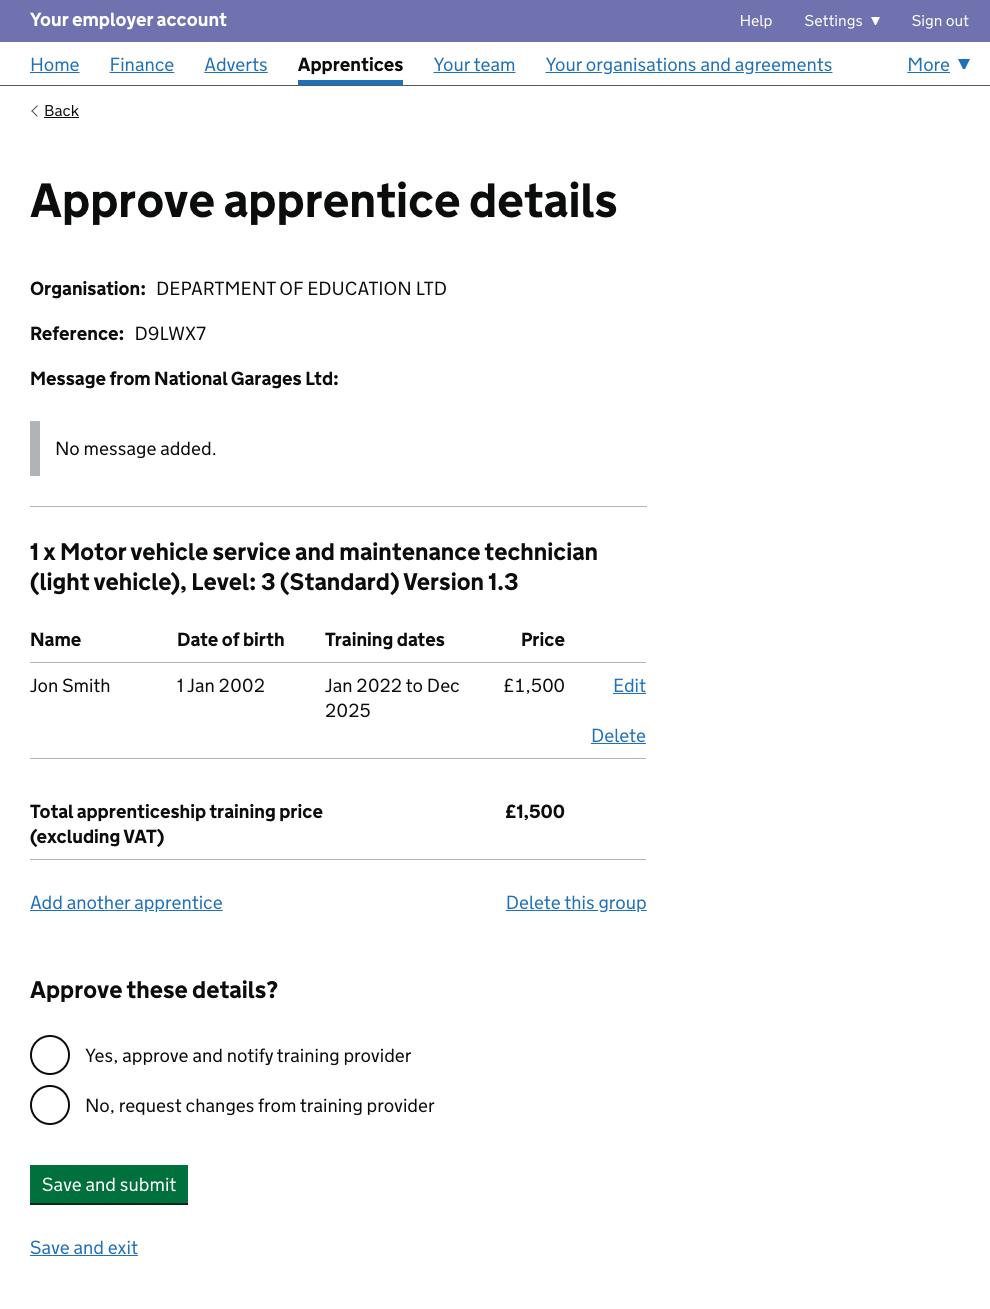 Your employer account
Help
Settings ▼
Sign out
Home
Finance
Adverts
Apprentices
Your team
Your organisations and agreements
More ▼
Back
Approve apprentice details
Organisation: DEPARTMENT OF EDUCATION LTD
Reference: D9LWX7
Message from National Garages Ltd:
No message added.
1 x Motor vehicle service and maintenance technician
(light vehicle), Level: 3 (Standard) Version 1.3
Name Date of birth Training dates Price
Jon Smith 1 Jan 2002 Jan 2022 to Dec £1,500 Edit
2025
Delete
Total apprenticeship training price £1,500
(excluding VAT)
Add another apprentice Delete this group
Approve these details?
Yes, approve and notify training provider
No, request changes from training provider
Save and submit
Save and exit